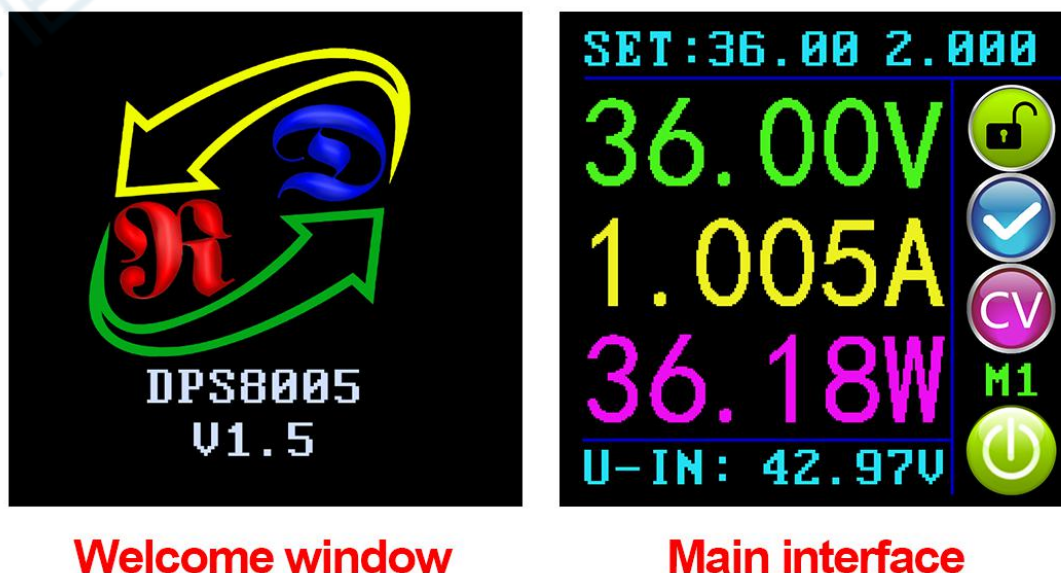 R D
DPS8005
V1.5
Welcome window
SET:36.00 2.000
36.00V
1.005A
36.18W
CV
M1
U-IN: 42.97V
Main interface